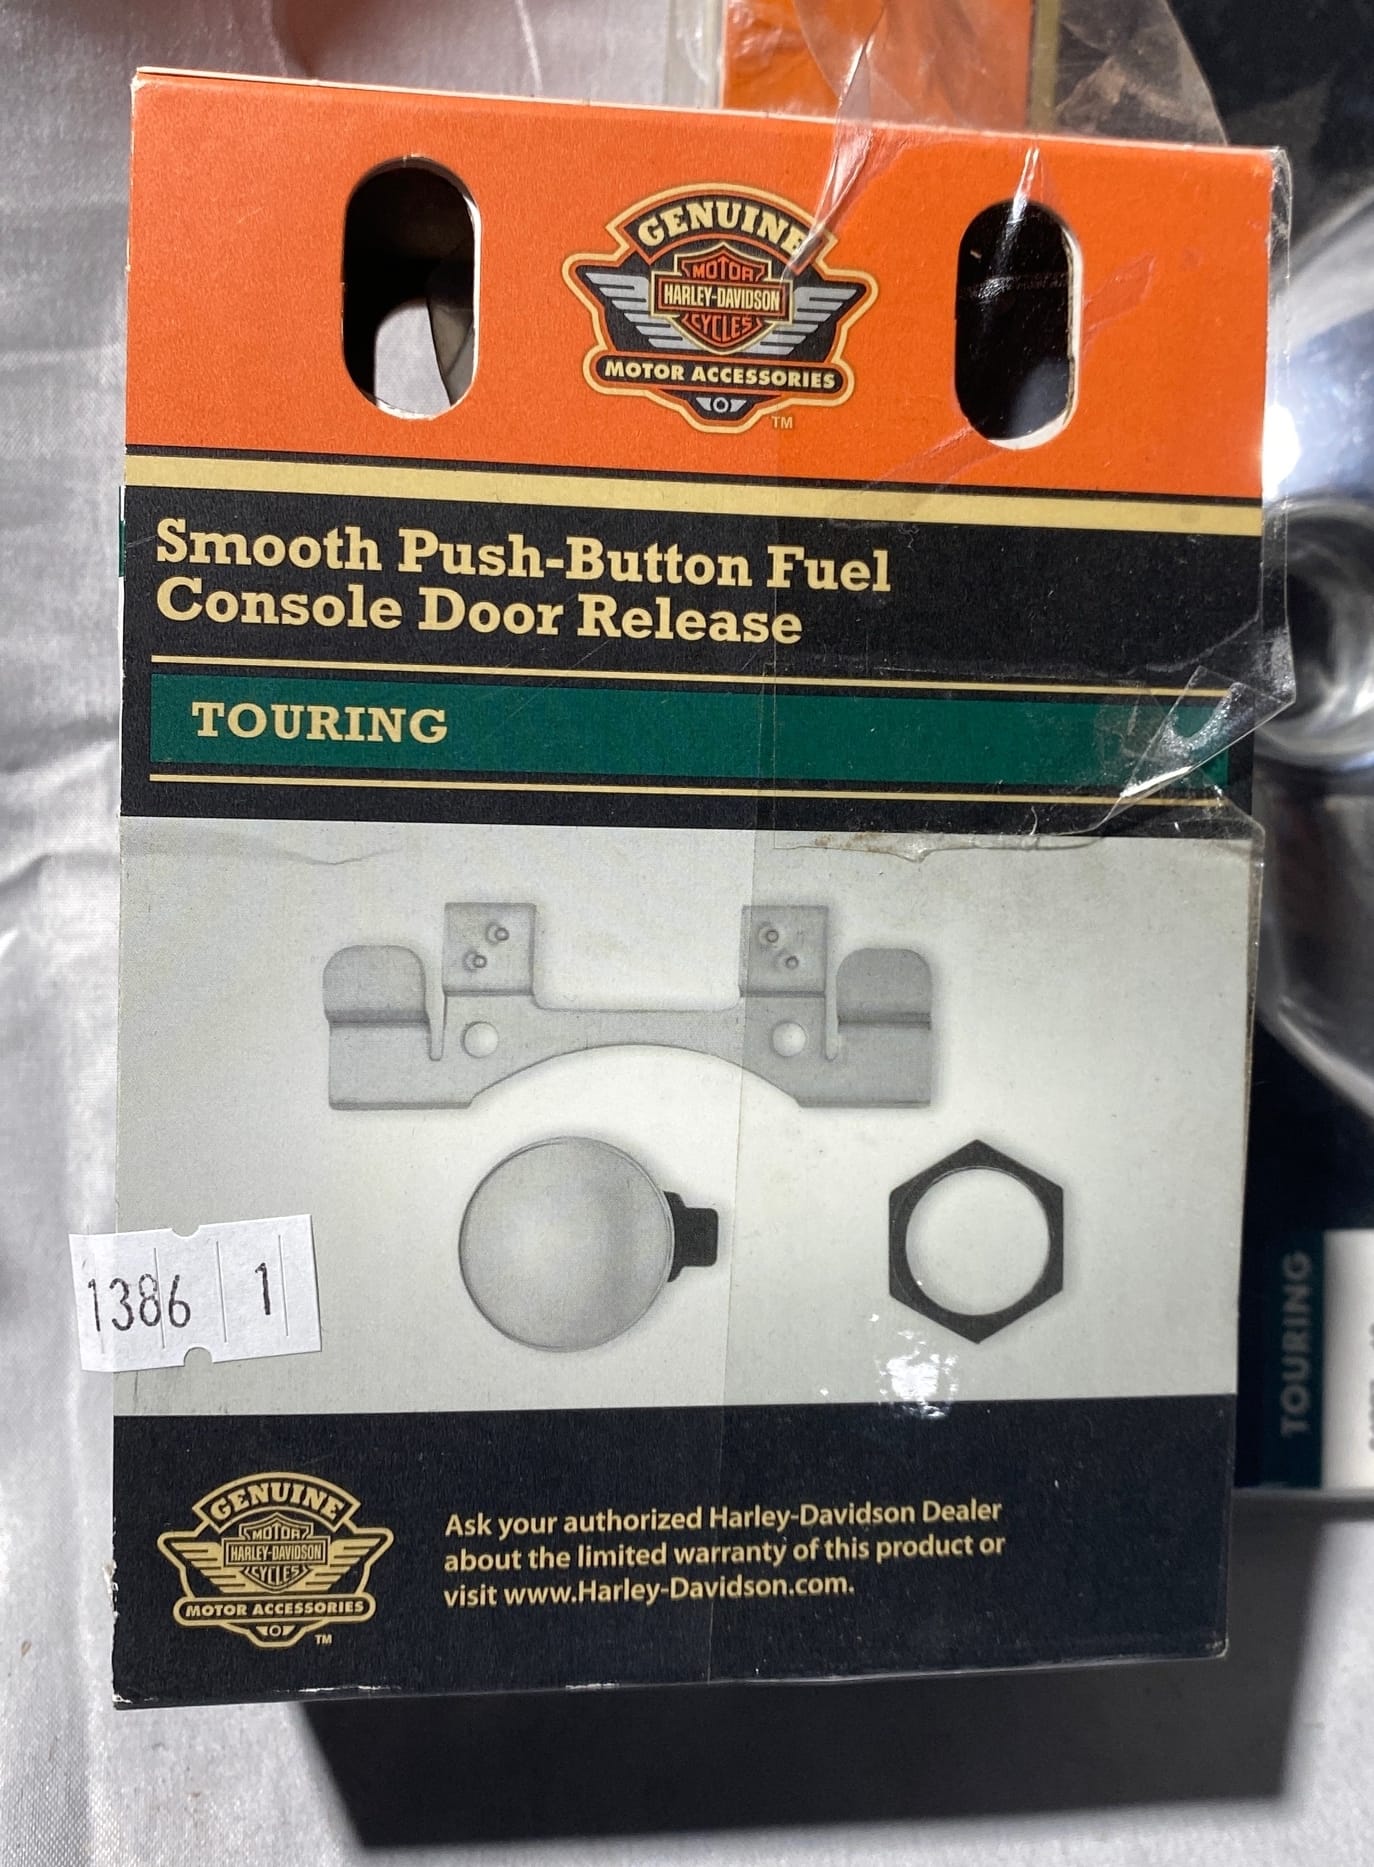 GENUINE
MOTOR
HARLEY-DAVIDSON
CYCLES
MOTOR ACCESSORIES
TM
Smooth Push-Button Fuel
Console Door Release
TOURING
1386 1
GENUINE
MOTOR
HARLEY-DAVIDSON
CYCLES
MOTOR ACCESSORIES
TM
Ask your authorized Harley-Davidson Dealer
about the limited warranty of this product or
visit www.Harley-Davidson.com.
TOURING